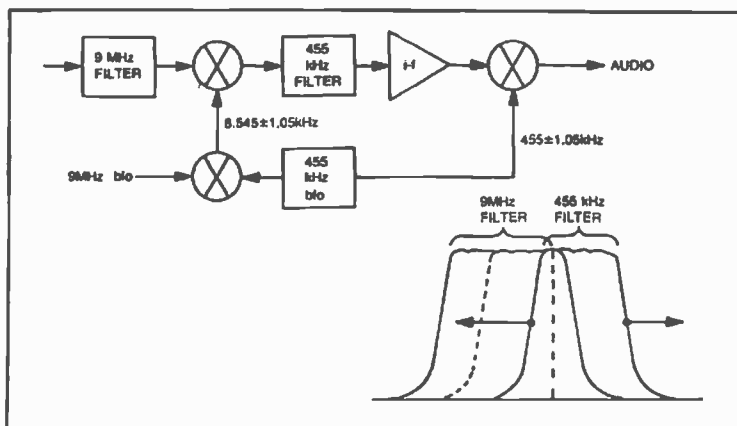 9 MHz
FILTER
455
kHz
FILTER
i-f
AUDIO
8.545±1.05kHz
455±1.05kHz
9MHz bfo
455
kHz
bfo
9MHz
FILTER
455 kHz
FILTER